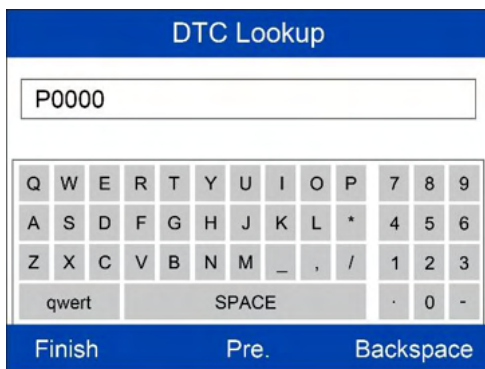 DTC Lookup
P0000
Q W E R T Y U I O P 7 8 9
A S D F G H J K L * 4 5 6
Z X C V B N M _ , / 1 2 3
qwert SPACE . 0 -
Finish Pre. Backspace